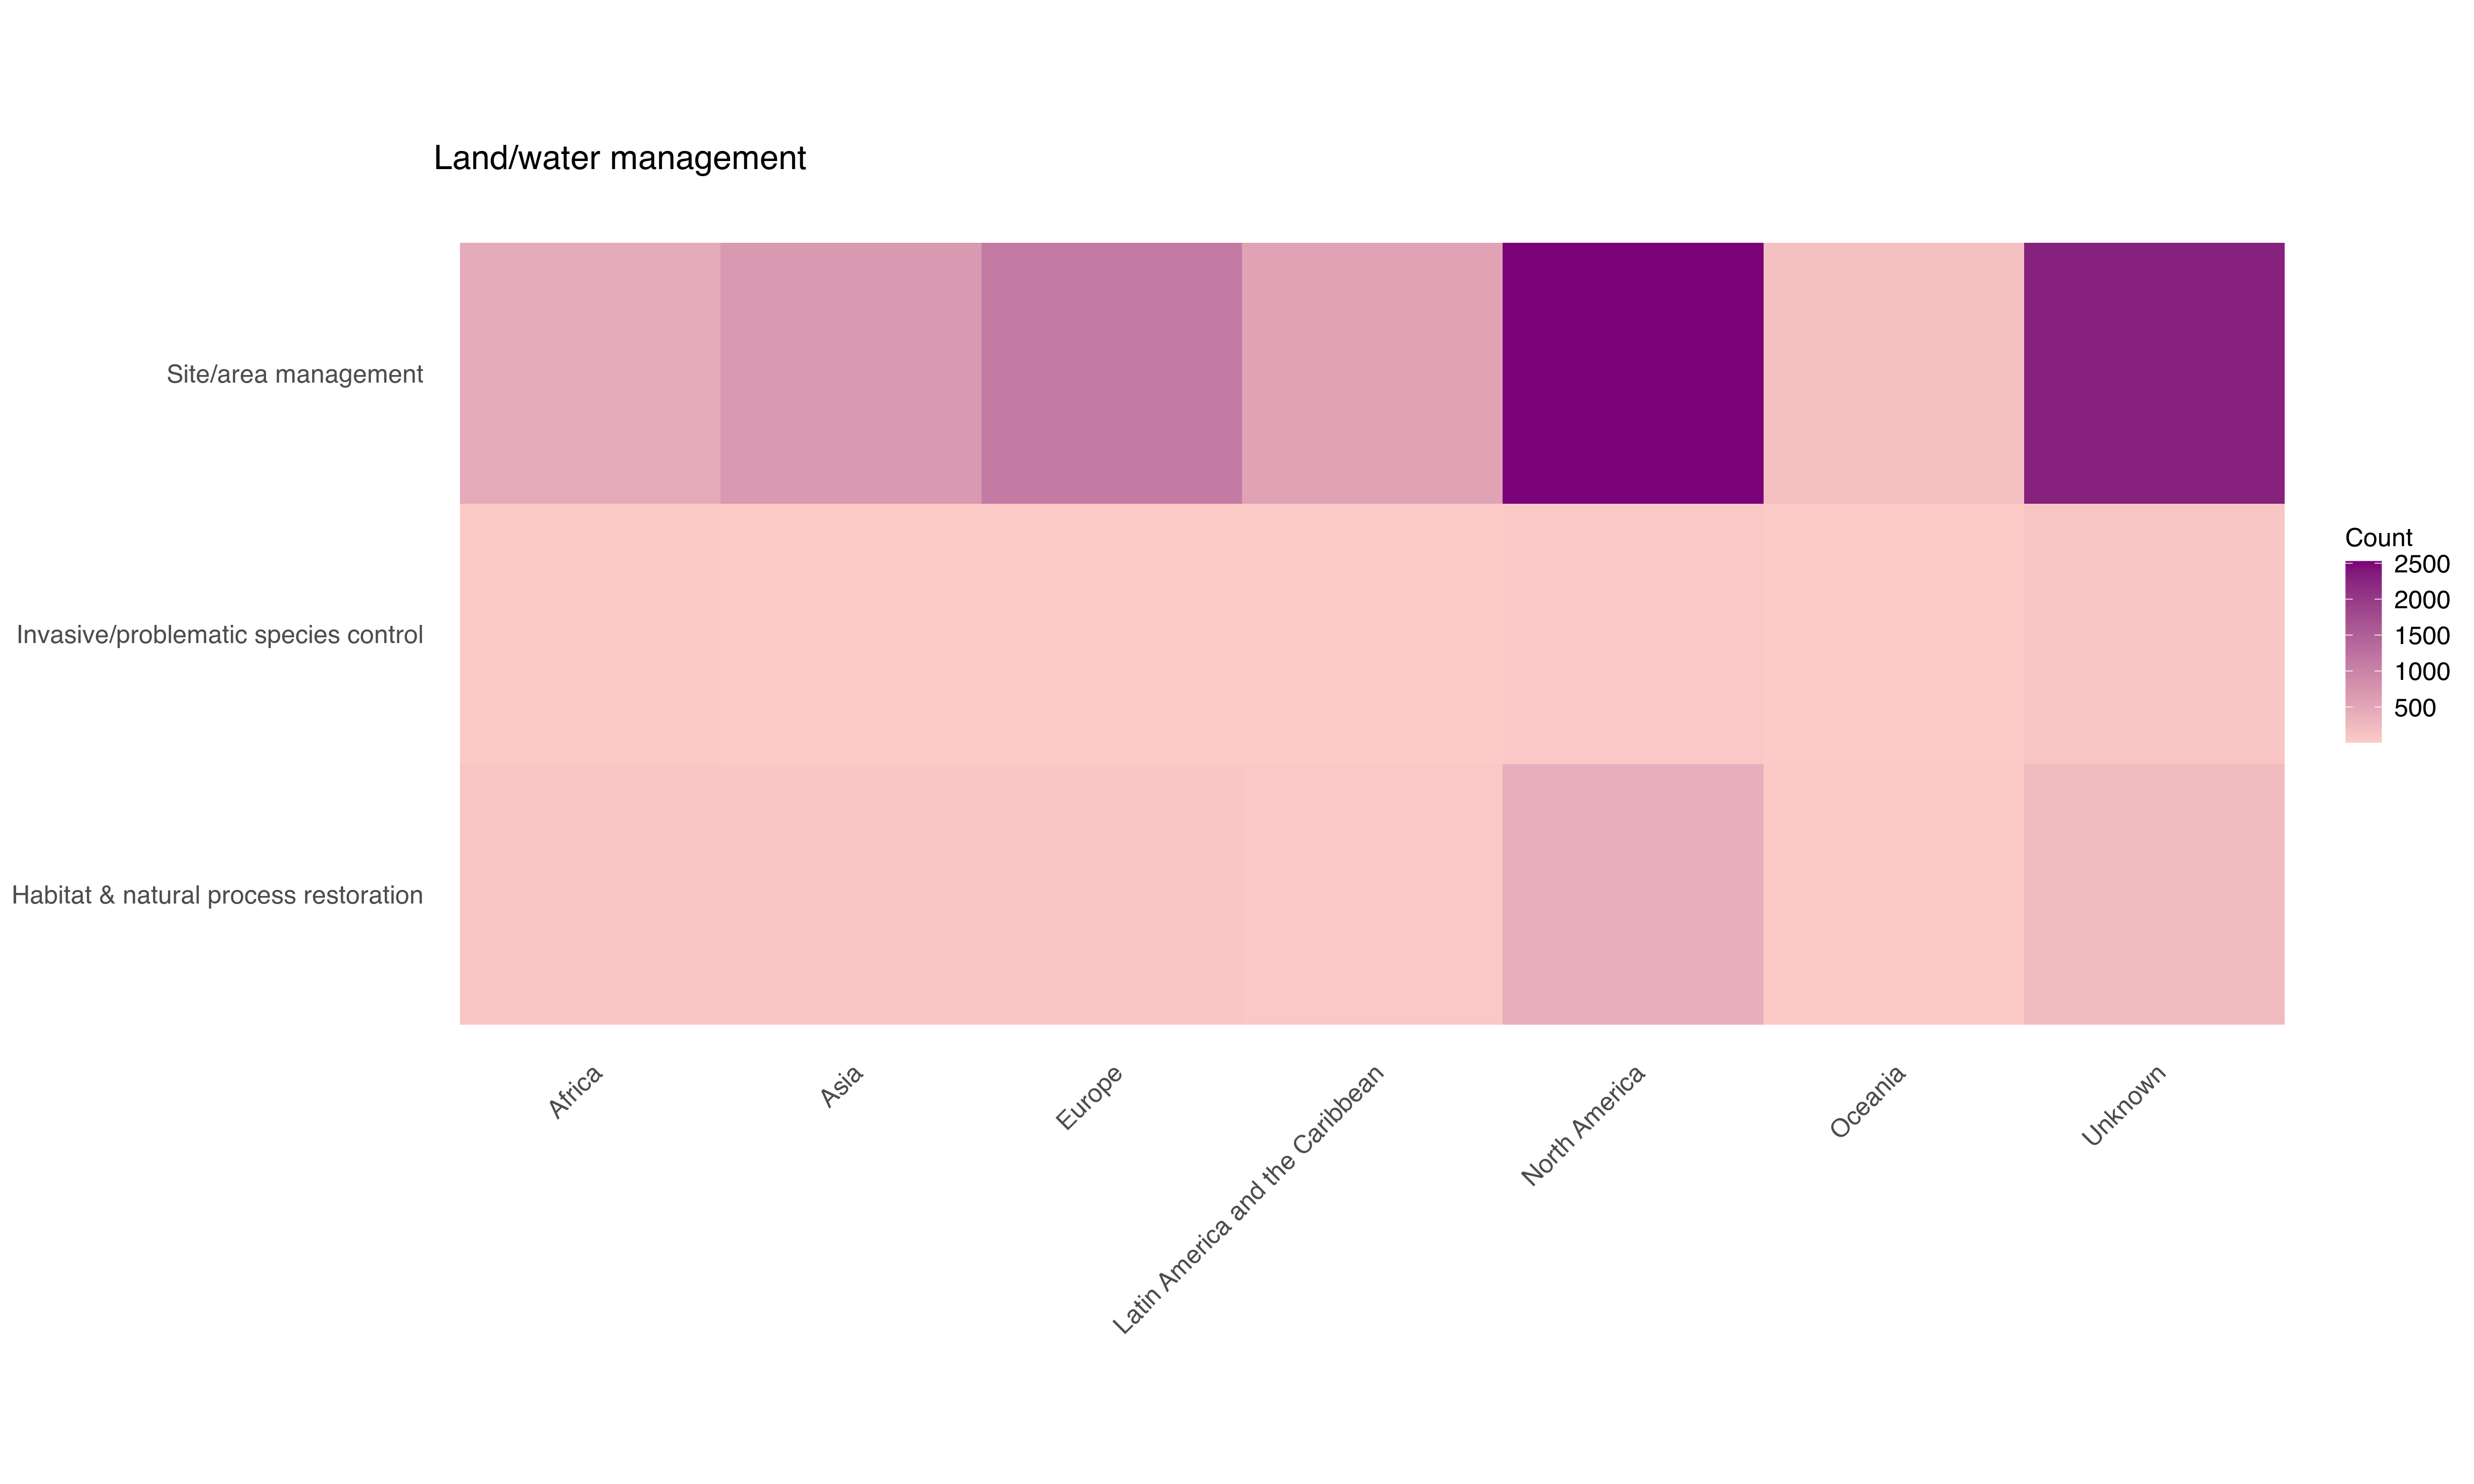 Land/water management
Site/area management
Invasive/problematic species control
Habitat & natural process restoration
Africa
Asia
Europe
Latin America and the Caribbean
North America
Oceania
Unknown
Count
2500
2000
1500
1000
500